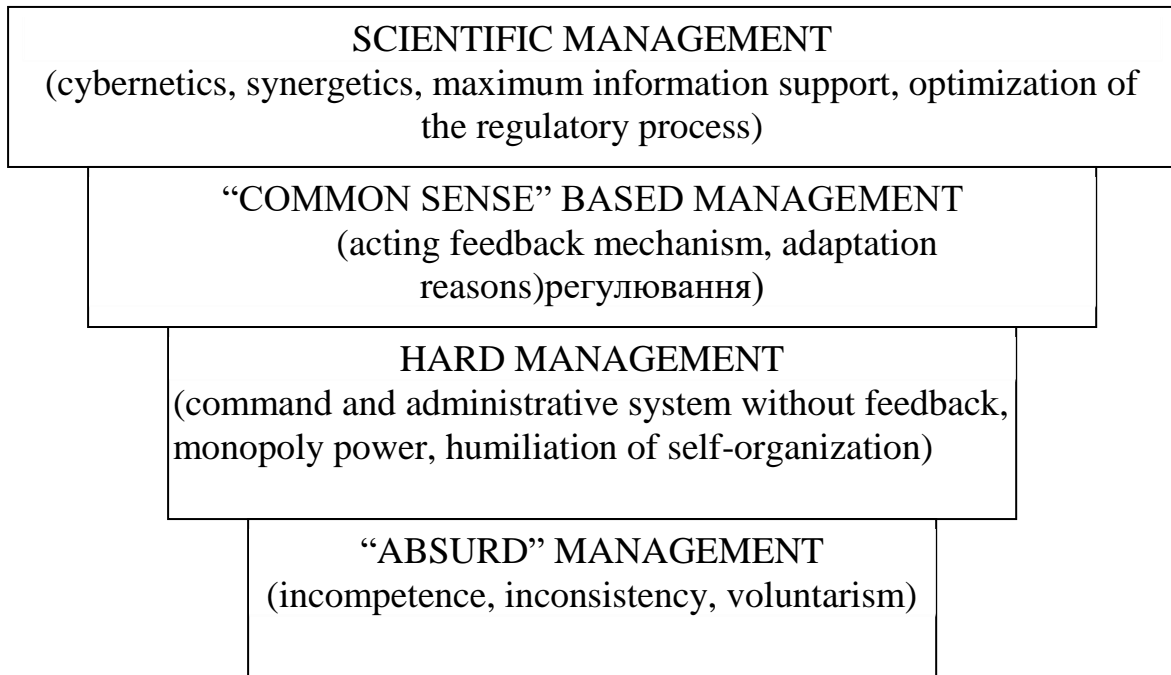 SCIENTIFIC MANAGEMENT
(cybernetics, synergetics, maximum information support, optimization of
the regulatory process)
“COMMON SENSE” BASED MANAGEMENT
(acting feedback mechanism, adaptation
reasons)регулювання)
HARD MANAGEMENT
(command and administrative system without feedback,
monopoly power, humiliation of self-organization)
“ABSURD” MANAGEMENT
(incompetence, inconsistency, voluntarism)